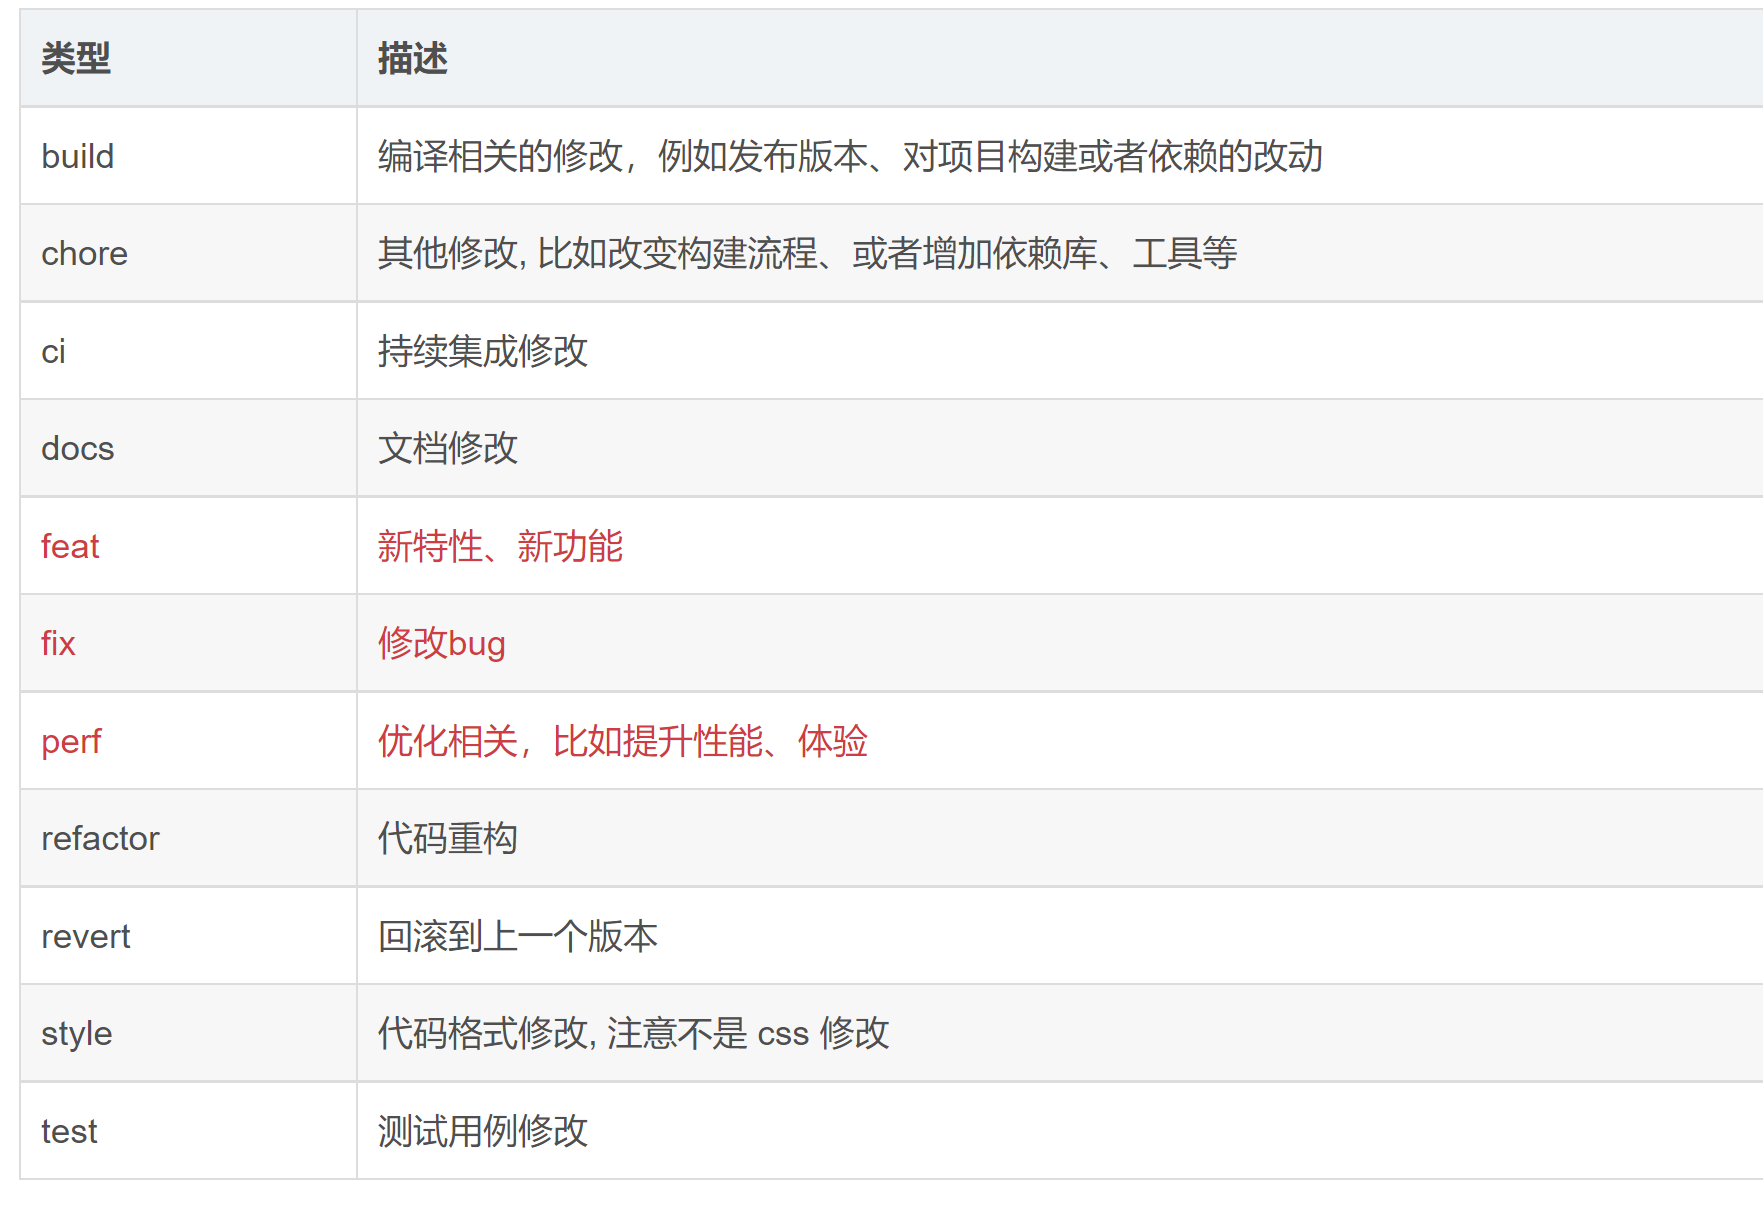 类型 描述
build 编译相关的修改，例如发布版本、对项目构建或者依赖的改动
chore 其他修改, 比如改变构建流程、或者增加依赖库、工具等
ci 持续集成修改
docs 文档修改
feat 新特性、新功能
fix 修改bug
perf 优化相关，比如提升性能、体验
refactor 代码重构
revert 回滚到上一个版本
style 代码格式修改, 注意不是 css 修改
test 测试用例修改